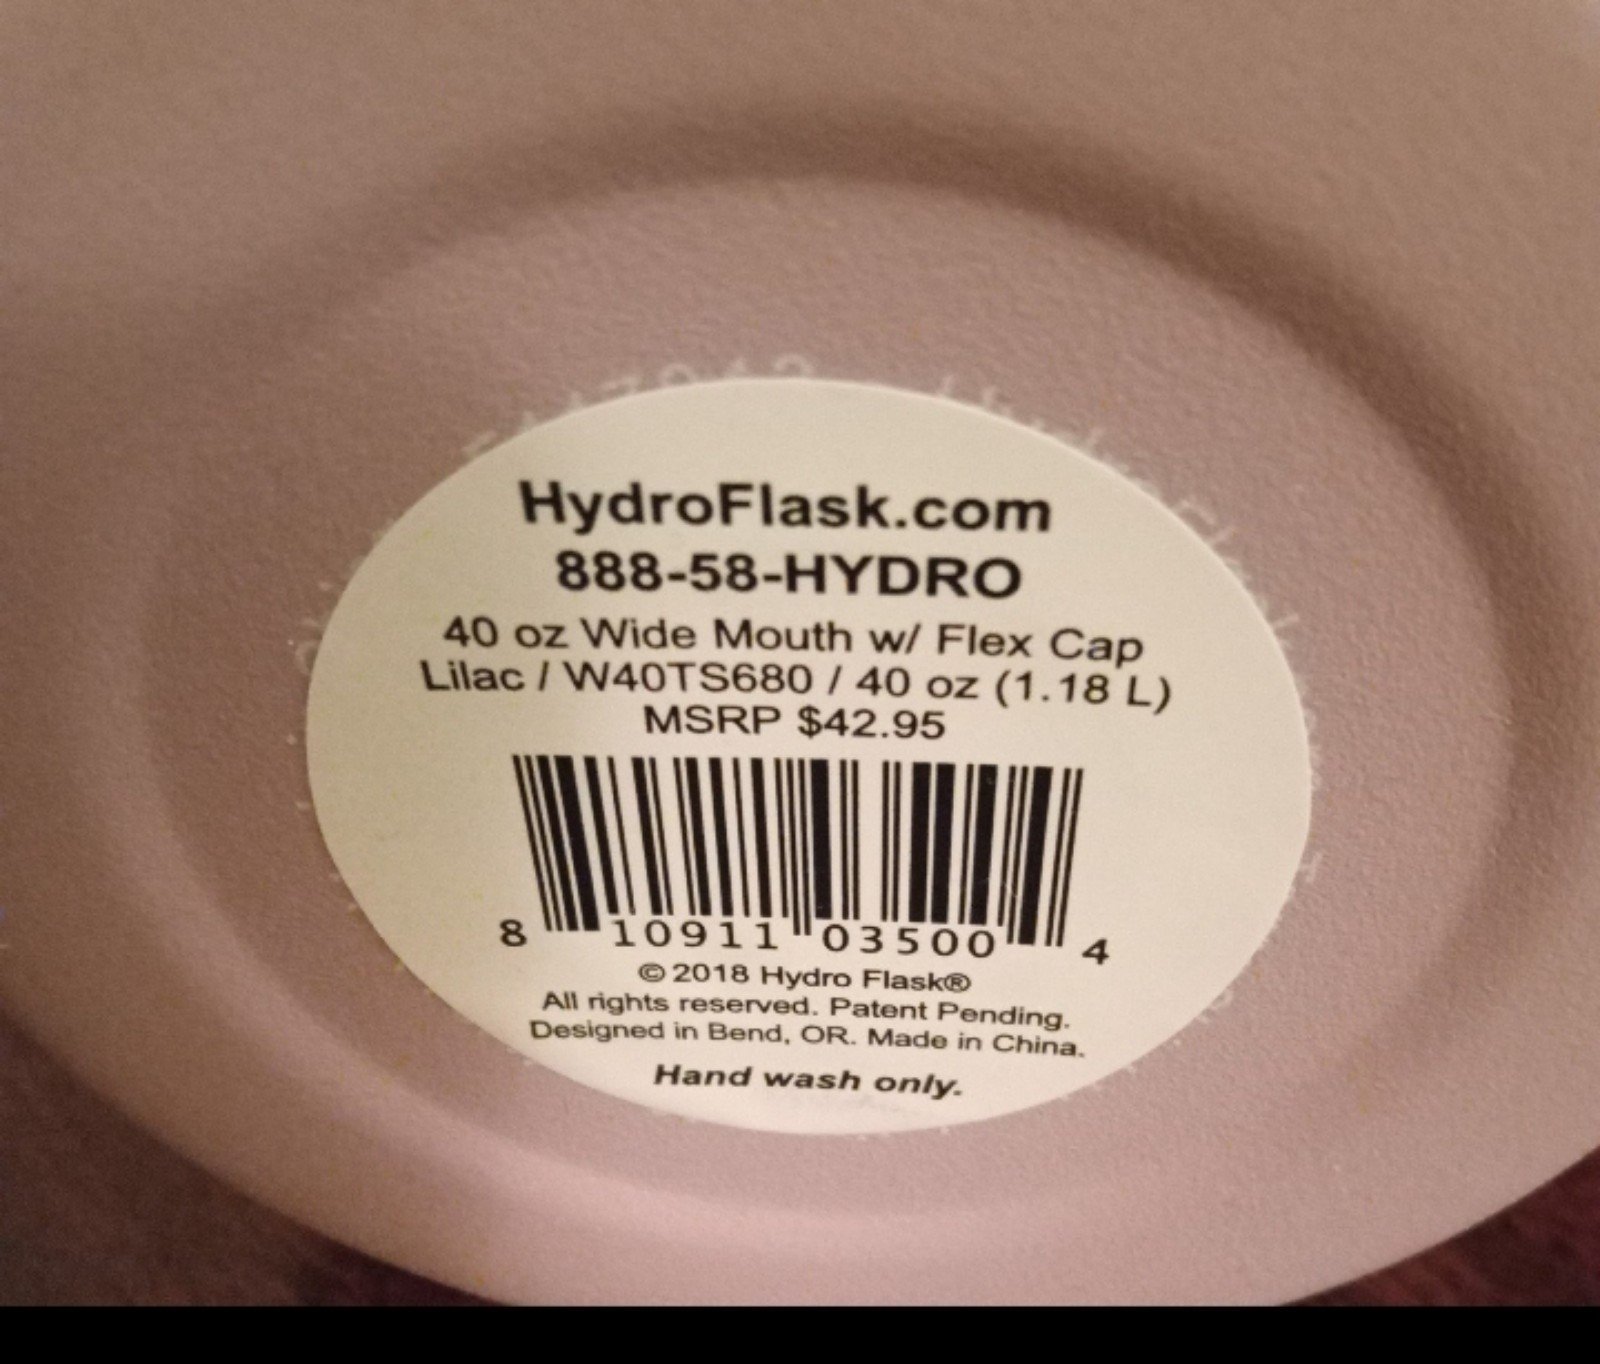 HydroFlask.com
888-58-HYDRO
40 oz Wide Mouth w/ Flex Cap
Lilac / W40TS680 / 40 oz (1.18 L)
MSRP $42.95
8 10911 03500 4
© 2018 Hydro Flask®
All rights reserved. Patent Pending.
Designed in Bend, OR. Made in China.
Hand wash only.